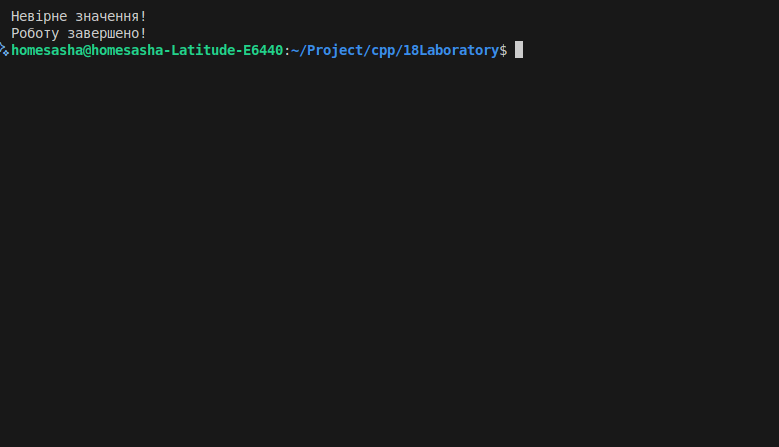 Невірне значення!
Роботу завершено!
homesasha@homesasha-Latitude-E6440:~/Project/cpp/18Laboratory$